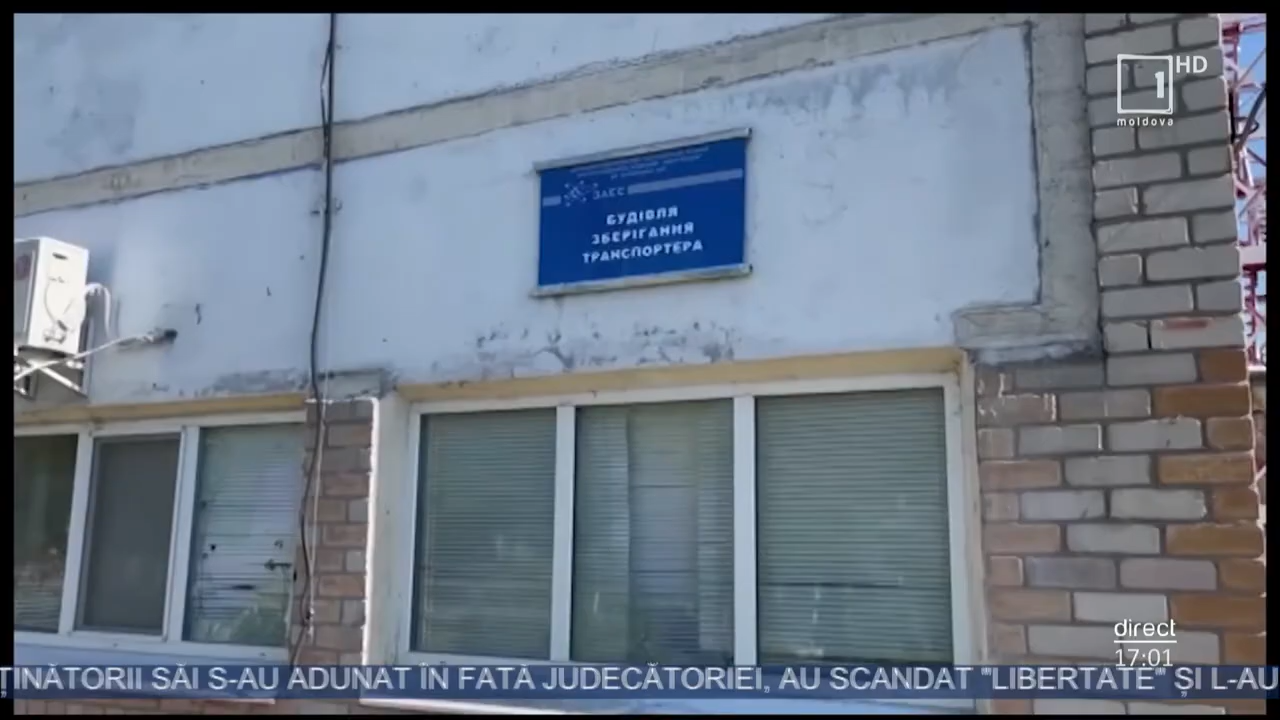 HD
1
moldova
ЗАЕС
БУДІВЛЯ
ЗБЕРІГАННЯ
ТРАНСПОРТЕРА
direct
17:01
ȚINĂTORII SĂI S-AU ADUNAT ÎN FAȚĂ JUDECĂTORIEI, AU SCANDAT "LIBERTATE" ȘI L-AU